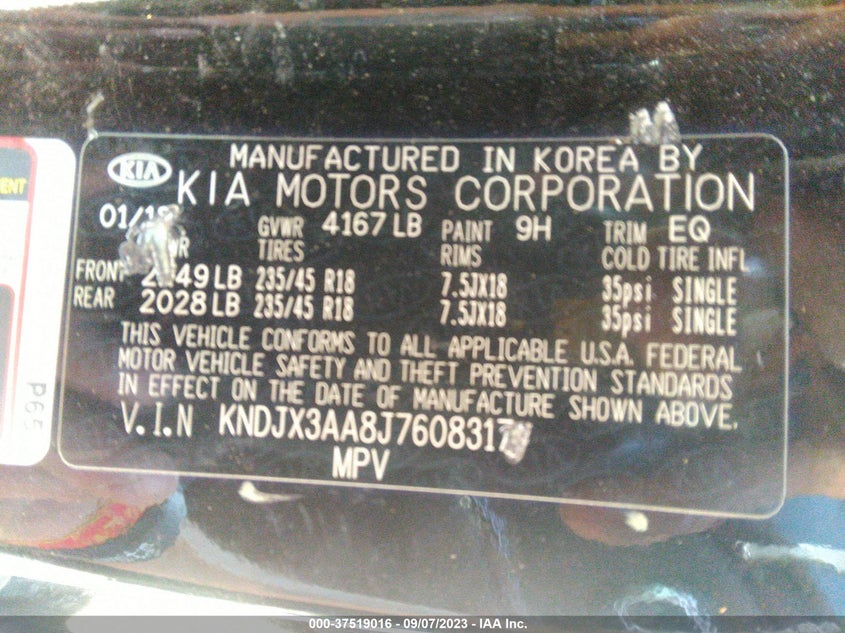 KIA
MANUFACTURED IN KOREA BY
KIA MOTORS CORPORATION
GVWR 4167 LB PAINT 9H TRIM EQ
TIRES RIMS COLD TIRE INFL
FRONT LB 235/45 R18 7.5JX18 35psi SINGLE
REAR 2028 LB 235/45 R18 7.5JX18 35psi SINGLE
THIS VEHICLE CONFORMS TO ALL APPLICABLE U.S.A. FEDERAL
MOTOR VEHICLE SAFETY AND THEFT PREVENTION STANDARDS
IN EFFECT ON THE DATE OF MANUFACTURE SHOWN ABOVE.
V.I.N
MPV
P65
000-37519016 - 09/07/2023 - IAA Inc.